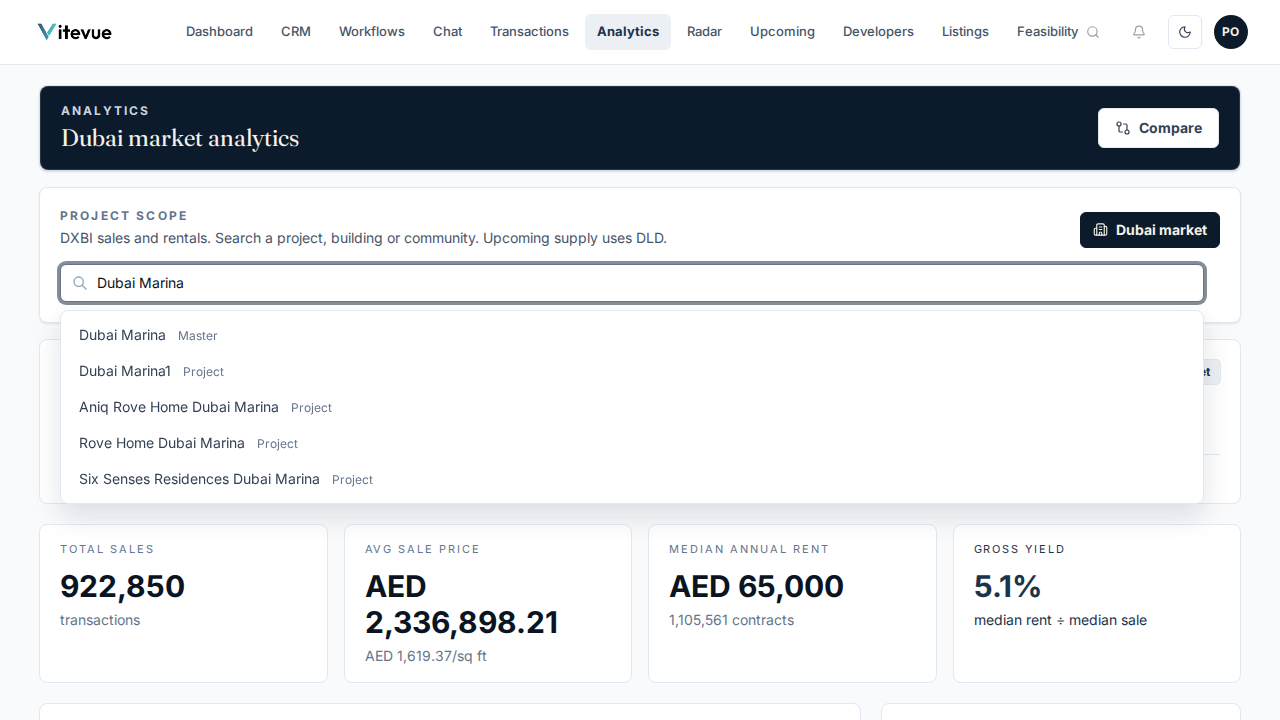 Vitevue
Dashboard CRM Workflows Chat Transactions Analytics Radar Upcoming Developers Listings Feasibility PO
ANALYTICS
Dubai market analytics
Compare
PROJECT SCOPE
DXBI sales and rentals. Search a project, building or community. Upcoming supply uses DLD.
Dubai market
Dubai Marina
Dubai Marina Master
Dubai Marina1 Project
Aniq Rove Home Dubai Marina Project
Rove Home Dubai Marina Project
Six Senses Residences Dubai Marina Project
TOTAL SALES
922,850
transactions
AVG SALE PRICE
AED
2,336,898.21
AED 1,619.37/sq ft
MEDIAN ANNUAL RENT
AED 65,000
1,105,561 contracts
GROSS YIELD
5.1%
median rent ÷ median sale